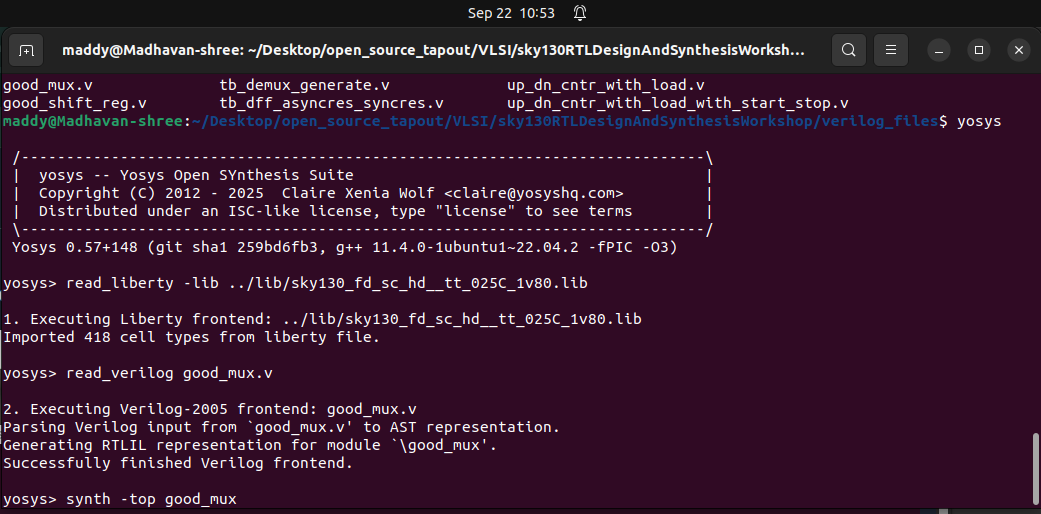 Sep 22 10:53
maddy@Madhavan-shree: ~/Desktop/open_source_tapout/VLSI/sky130RTLDesignAndSynthesisWorksh...
good_mux.v tb_demux_generate.v up_dn_cntr_with_load.v
good_shift_reg.v tb_dff_asyncres_syncres.v up_dn_cntr_with_load_with_start_stop.v
maddy@Madhavan-shree:~/Desktop/open_source_tapout/VLSI/sky130RTLDesignAndSynthesisWorkshop/verilog_files$ yosys
/----------------------------------------------------------------------------\
| yosys -- Yosys Open SYnthesis Suite |
| Copyright (C) 2012 - 2025 Claire Xenia Wolf <claire@yosyshq.com> |
| Distributed under an ISC-like license, type "license" to see terms |
\----------------------------------------------------------------------------/
Yosys 0.57+148 (git sha1 259bd6fb3, g++ 11.4.0-1ubuntu1~22.04.2 -fPIC -O3)
yosys> read_liberty -lib ../lib/sky130_fd_sc_hd__tt_025C_1v80.lib
1. Executing Liberty frontend: ../lib/sky130_fd_sc_hd__tt_025C_1v80.lib
Imported 418 cell types from liberty file.
yosys> read_verilog good_mux.v
2. Executing Verilog-2005 frontend: good_mux.v
Parsing Verilog input from `good_mux.v' to AST representation.
Generating RTLIL representation for module `\good_mux'.
Successfully finished Verilog frontend.
yosys> synth -top good_mux